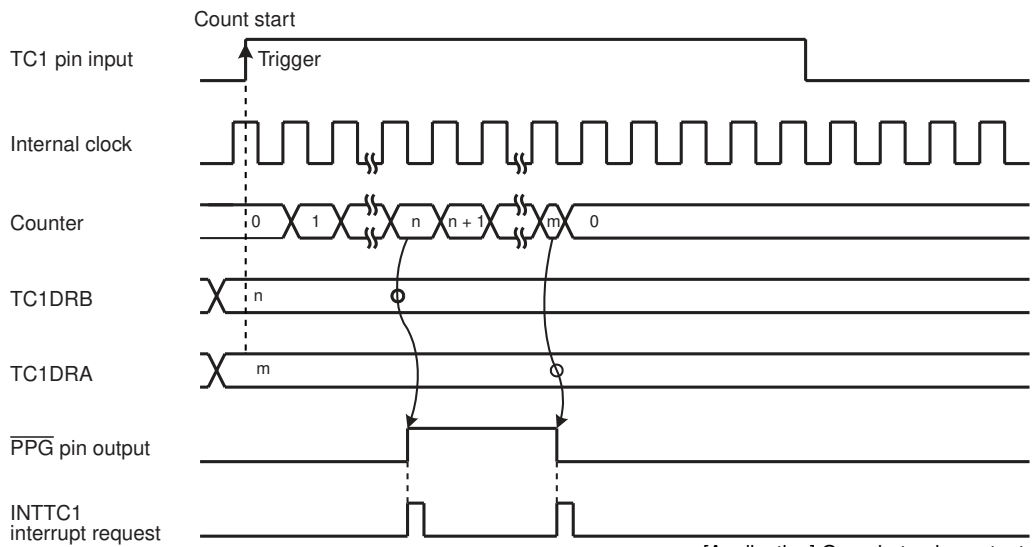 Count start
TC1 pin input
Trigger
Internal clock
Counter
0 1 n n + 1 m 0
TC1DRB
n
TC1DRA
m
PPG pin output
INTTC1
interrupt request